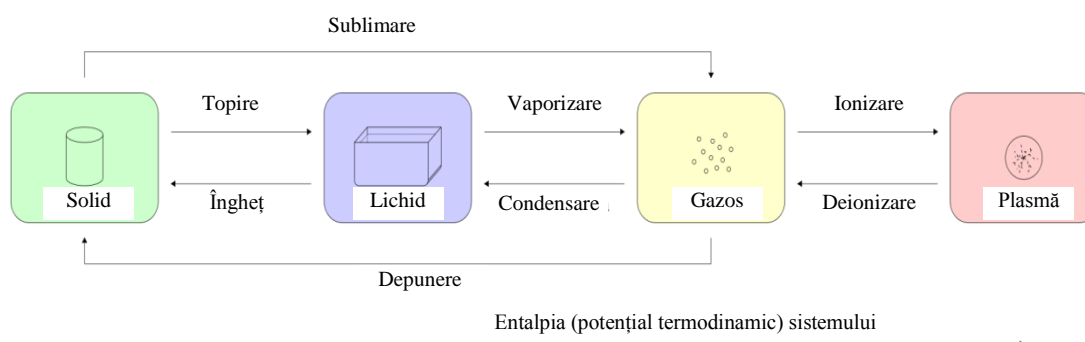 Sublimare
Topire
Vaporizare
Ionizare
Solid
Îngheț
Lichid
Condensare
Gazos
Deionizare
Plasmă
Depunere
Entalpia (potențial termodinamic) sistemului